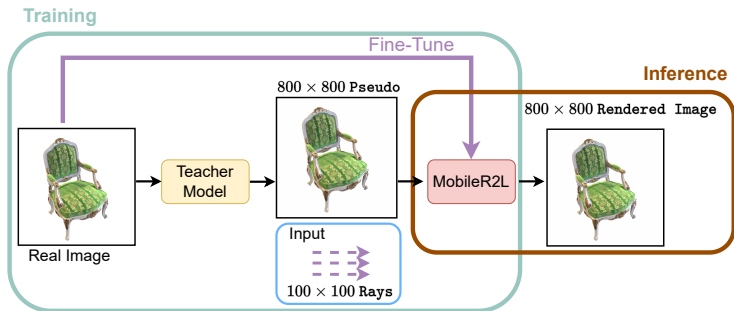 Training
Fine-Tune
Inference
800 × 800 Pseudo
800 × 800 Rendered Image
Teacher
Model
MobileR2L
Real Image
Input
100 × 100 Rays